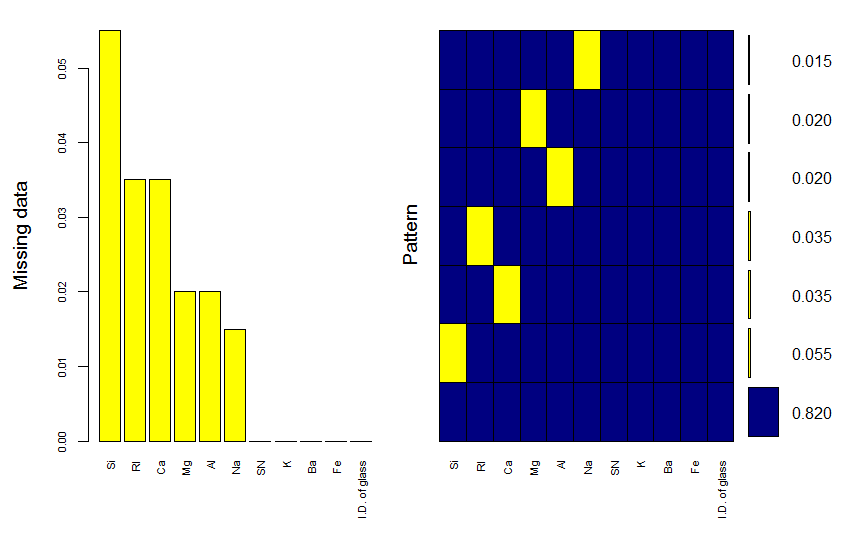 Missing data
0.05
0.04
0.03
0.02
0.01
0.00
Si
RI
Ca
Mg
Al
Na
SN
K
Ba
Fe
I.D. of glass
Pattern
0.015
0.020
0.020
0.035
0.035
0.055
0.820
Si
RI
Ca
Mg
Al
Na
SN
K
Ba
Fe
I.D. of glass